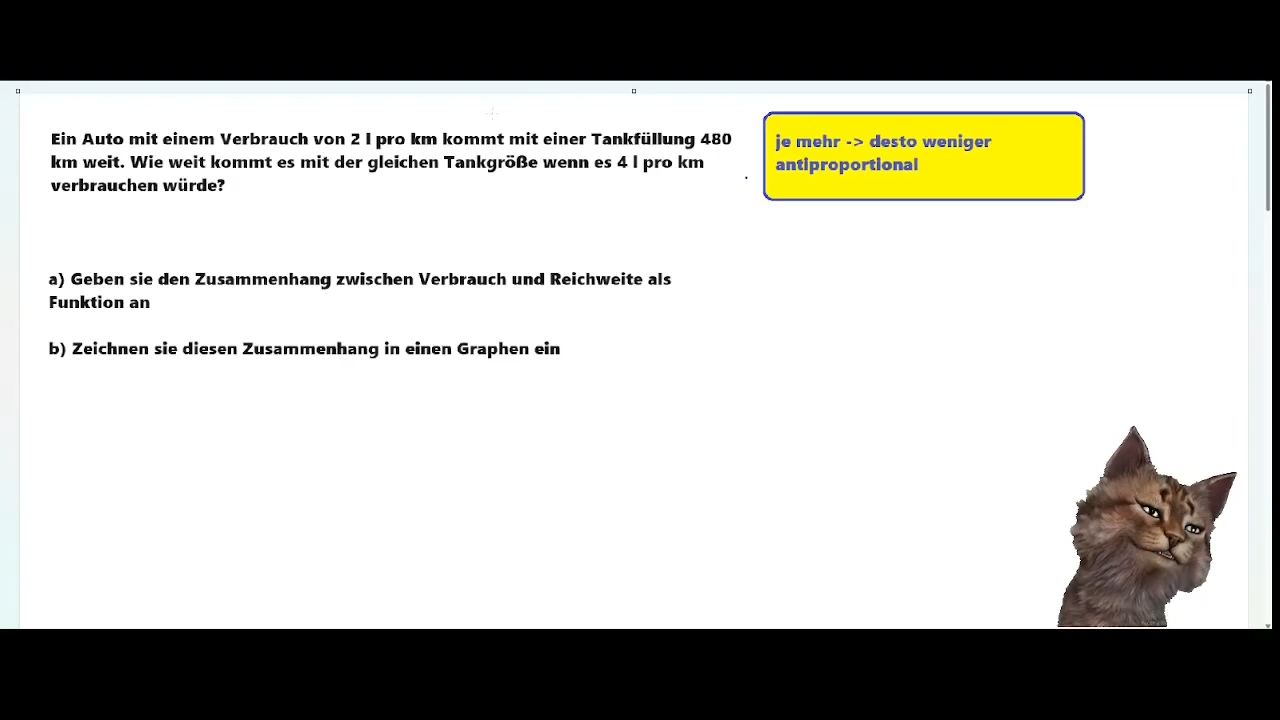 Ein Auto mit einem Verbrauch von 2 l pro km kommt mit einer Tankfüllung 480
km weit. Wie weit kommt es mit der gleichen Tankgröße wenn es 4 l pro km
verbrauchen würde?
je mehr -> desto weniger
antiproportional
a) Geben sie den Zusammenhang zwischen Verbrauch und Reichweite als
Funktion an
b) Zeichnen sie diesen Zusammenhang in einen Graphen ein